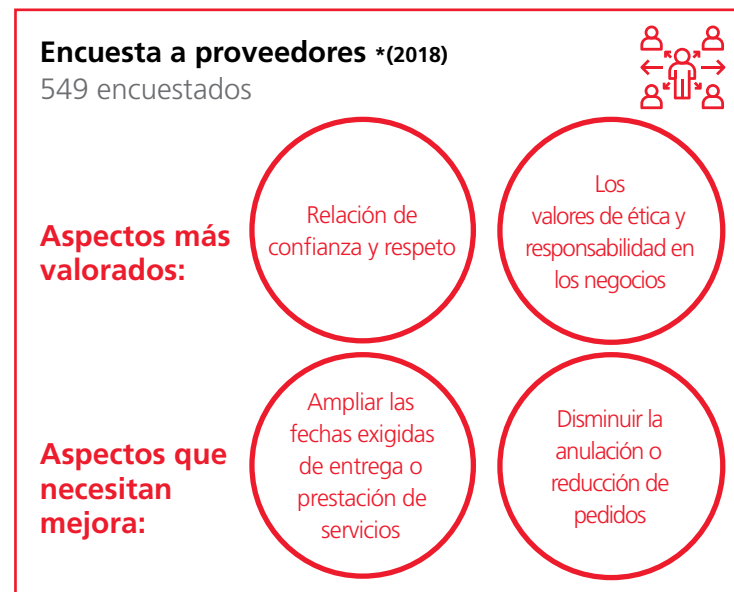 Encuesta a proveedores *(2018)
549 encuestados
Aspectos más
valorados:
Relación de
confianza y respeto
Los
valores de ética y
responsabilidad en
los negocios
Aspectos que
necesitan
mejora:
Ampliar las
fechas exigidas
de entrega o
prestación de
servicios
Disminuir la
anulación o
reducción de
pedidos